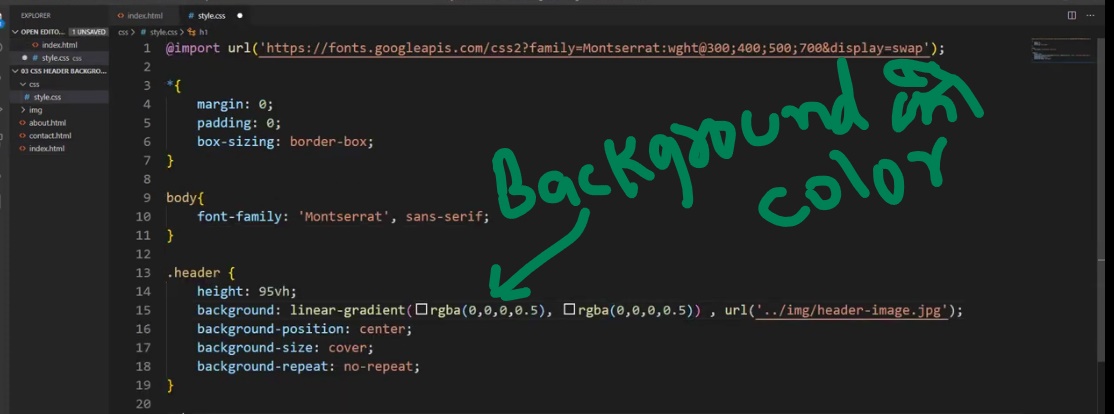 EXPLORER
index.html
# style.css ●
OPEN EDITO... 1 UNSAVED
index.html
● # style.css css
03 CSS HEADER BACKGRO...
css
# style.css
> img
about.html
contact.html
index.html
css > # style.css > h1
1 @import url('https://fonts.googleapis.com/css2?family=Montserrat:wght@300;400;500;700&display=swap');
2
3 *{
4 margin: 0;
5 padding: 0;
6 box-sizing: border-box;
7 }
8
9 body{
10 font-family: 'Montserrat', sans-serif;
11 }
12
13 .header {
14 height: 95vh;
15 background: linear-gradient(rgba(0,0,0,0.5), rgba(0,0,0,0.5)) , url('../img/header-image.jpg');
16 background-position: center;
17 background-size: cover;
18 background-repeat: no-repeat;
19 }
20
Background
color